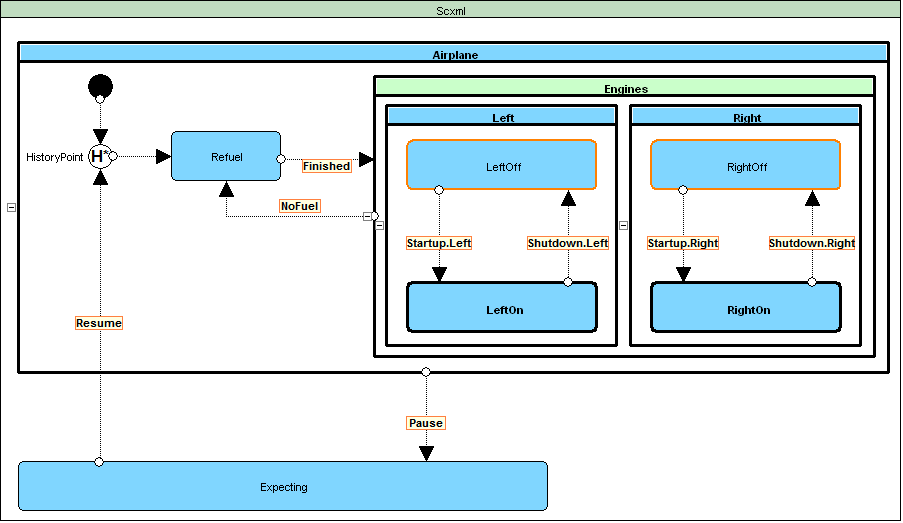 Scxml
Airplane
Engines
Left
Right
HistoryPoint
H*
Refuel
Finished
LeftOff
RightOff
NoFuel
Startup.Left
Shutdown.Left
Startup.Right
Shutdown.Right
LeftOn
RightOn
Resume
Pause
Expecting